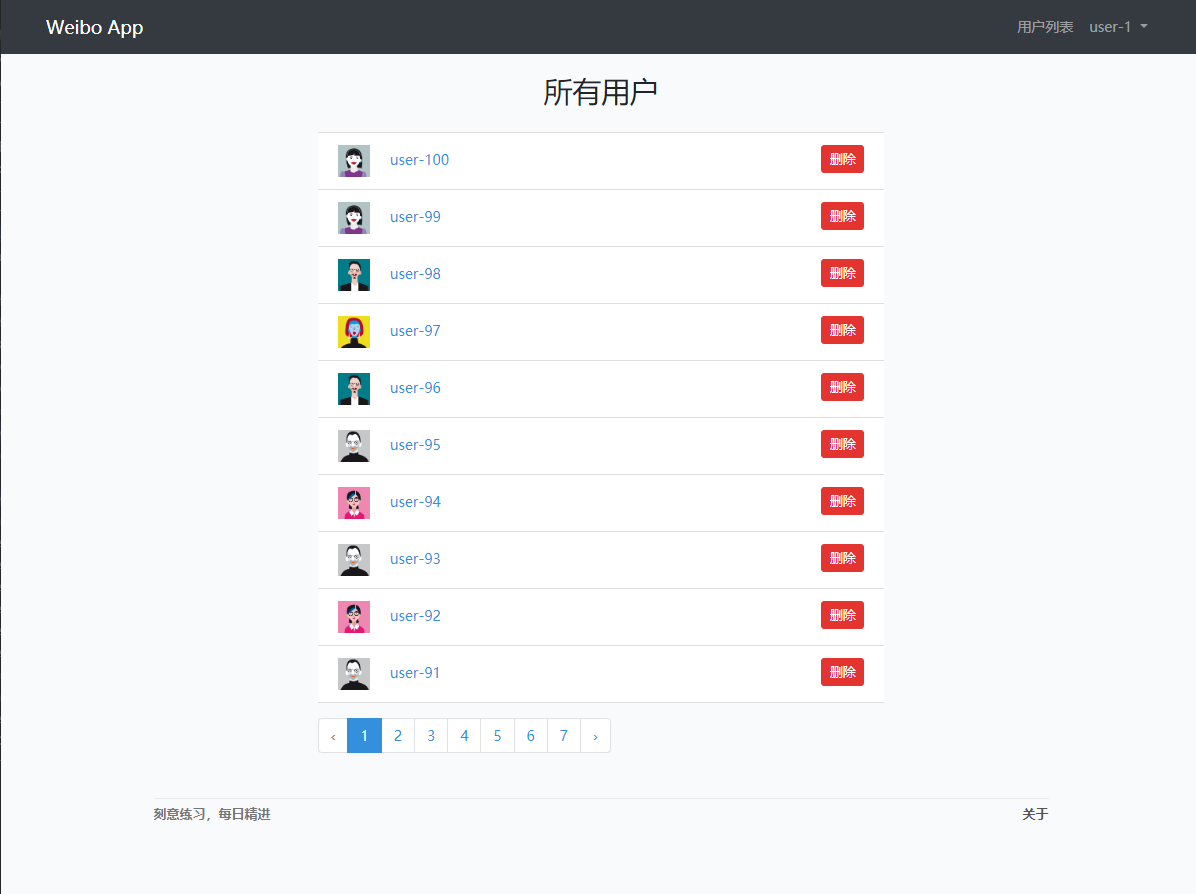 Weibo App 用户列表 user-1
所有用户
user-100 删除
user-99 删除
user-98 删除
user-97 删除
user-96 删除
user-95 删除
user-94 删除
user-93 删除
user-92 删除
user-91 删除
‹ 1 2 3 4 5 6 7 ›
刻意练习，每日精进 关于